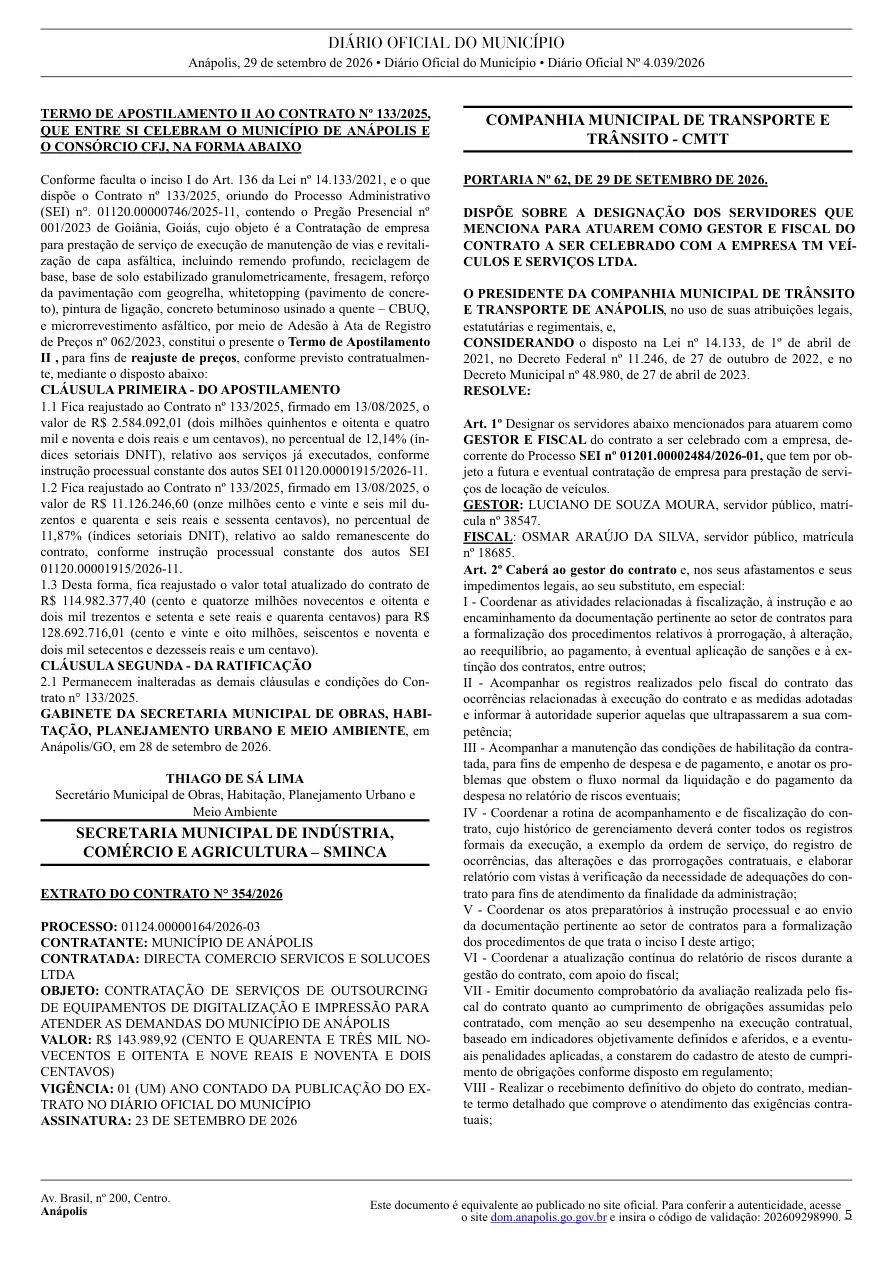 DIÁRIO OFICIAL DO MUNICÍPIO
Anápolis, 29 de setembro de 2026 • Diário Oficial do Município • Diário Oficial Nº 4.039/2026
TERMO DE APOSTILAMENTO II AO CONTRATO Nº 133/2025,
QUE ENTRE SI CELEBRAM O MUNICÍPIO DE ANÁPOLIS E
O CONSÓRCIO CFJ, NA FORMA ABAIXO
Conforme faculta o inciso I do Art. 136 da Lei nº 14.133/2021, e o que
dispõe o Contrato nº 133/2025, oriundo do Processo Administrativo
(SEI) n°. 01120.00000746/2025-11, contendo o Pregão Presencial nº
001/2023 de Goiânia, Goiás, cujo objeto é a Contratação de empresa
para prestação de serviço de execução de manutenção de vias e revitali-
zação de capa asfáltica, incluindo remendo profundo, reciclagem de
base, base de solo estabilizado granulometricamente, fresagem, reforço
da pavimentação com geogrelha, whitetopping (pavimento de concre-
to), pintura de ligação, concreto betuminoso usinado a quente – CBUQ,
e microrrevestimento asfáltico, por meio de Adesão à Ata de Registro
de Preços nº 062/2023, constitui o presente o Termo de Apostilamento
II , para fins de reajuste de preços, conforme previsto contratualmen-
te, mediante o disposto abaixo:
CLÁUSULA PRIMEIRA - DO APOSTILAMENTO
1.1 Fica reajustado ao Contrato nº 133/2025, firmado em 13/08/2025, o
valor de R$ 2.584.092,01 (dois milhões quinhentos e oitenta e quatro
mil e noventa e dois reais e um centavos), no percentual de 12,14% (ín-
dices setoriais DNIT), relativo aos serviços já executados, conforme
instrução processual constante dos autos SEI 01120.00001915/2026-11.
1.2 Fica reajustado ao Contrato nº 133/2025, firmado em 13/08/2025, o
valor de R$ 11.126.246,60 (onze milhões cento e vinte e seis mil du-
zentos e quarenta e seis reais e sessenta centavos), no percentual de
11,87% (índices setoriais DNIT), relativo ao saldo remanescente do
contrato, conforme instrução processual constante dos autos SEI
01120.00001915/2026-11.
1.3 Desta forma, fica reajustado o valor total atualizado do contrato de
R$ 114.982.377,40 (cento e quatorze milhões novecentos e oitenta e
dois mil trezentos e setenta e sete reais e quarenta centavos) para R$
128.692.716,01 (cento e vinte e oito milhões, seiscentos e noventa e
dois mil setecentos e dezesseis reais e um centavo).
CLÁUSULA SEGUNDA - DA RATIFICAÇÃO
2.1 Permanecem inalteradas as demais cláusulas e condições do Con-
trato n° 133/2025.
GABINETE DA SECRETARIA MUNICIPAL DE OBRAS, HABI-
TAÇÃO, PLANEJAMENTO URBANO E MEIO AMBIENTE, em
Anápolis/GO, em 28 de setembro de 2026.
THIAGO DE SÁ LIMA
Secretário Municipal de Obras, Habitação, Planejamento Urbano e
Meio Ambiente
SECRETARIA MUNICIPAL DE INDÚSTRIA,
COMÉRCIO E AGRICULTURA – SMINCA
EXTRATO DO CONTRATO N° 354/2026
PROCESSO: 01124.00000164/2026-03
CONTRATANTE: MUNICÍPIO DE ANÁPOLIS
CONTRATADA: DIRECTA COMERCIO SERVICOS E SOLUCOES
LTDA
OBJETO: CONTRATAÇÃO DE SERVIÇOS DE OUTSOURCING
DE EQUIPAMENTOS DE DIGITALIZAÇÃO E IMPRESSÃO PARA
ATENDER AS DEMANDAS DO MUNICÍPIO DE ANÁPOLIS
VALOR: R$ 143.989,92 (CENTO E QUARENTA E TRÊS MIL NO-
VECENTOS E OITENTA E NOVE REAIS E NOVENTA E DOIS
CENTAVOS)
VIGÊNCIA: 01 (UM) ANO CONTADO DA PUBLICAÇÃO DO EX-
TRATO NO DIÁRIO OFICIAL DO MUNICÍPIO
ASSINATURA: 23 DE SETEMBRO DE 2026
COMPANHIA MUNICIPAL DE TRANSPORTE E
TRÂNSITO - CMTT
PORTARIA Nº 62, DE 29 DE SETEMBRO DE 2026.
DISPÕE SOBRE A DESIGNAÇÃO DOS SERVIDORES QUE
MENCIONA PARA ATUAREM COMO GESTOR E FISCAL DO
CONTRATO A SER CELEBRADO COM A EMPRESA TM VEÍ-
CULOS E SERVIÇOS LTDA.
O PRESIDENTE DA COMPANHIA MUNICIPAL DE TRÂNSITO
E TRANSPORTE DE ANÁPOLIS, no uso de suas atribuições legais,
estatutárias e regimentais, e,
CONSIDERANDO o disposto na Lei nº 14.133, de 1º de abril de
2021, no Decreto Federal nº 11.246, de 27 de outubro de 2022, e no
Decreto Municipal nº 48.980, de 27 de abril de 2023.
RESOLVE:
Art. 1º Designar os servidores abaixo mencionados para atuarem como
GESTOR E FISCAL do contrato a ser celebrado com a empresa, de-
corrente do Processo SEI nº 01201.00002484/2026-01, que tem por ob-
jeto a futura e eventual contratação de empresa para prestação de servi-
ços de locação de veículos.
GESTOR: LUCIANO DE SOUZA MOURA, servidor público, matrí-
cula nº 38547.
FISCAL: OSMAR ARAÚJO DA SILVA, servidor público, matrícula
nº 18685.
Art. 2º Caberá ao gestor do contrato e, nos seus afastamentos e seus
impedimentos legais, ao seu substituto, em especial:
I - Coordenar as atividades relacionadas à fiscalização, à instrução e ao
encaminhamento da documentação pertinente ao setor de contratos para
a formalização dos procedimentos relativos à prorrogação, à alteração,
ao reequilíbrio, ao pagamento, à eventual aplicação de sanções e à ex-
tinção dos contratos, entre outros;
II - Acompanhar os registros realizados pelo fiscal do contrato das
ocorrências relacionadas à execução do contrato e as medidas adotadas
e informar à autoridade superior aquelas que ultrapassarem a sua com-
petência;
III - Acompanhar a manutenção das condições de habilitação da contra-
tada, para fins de empenho de despesa e de pagamento, e anotar os pro-
blemas que obstem o fluxo normal da liquidação e do pagamento da
despesa no relatório de riscos eventuais;
IV - Coordenar a rotina de acompanhamento e de fiscalização do con-
trato, cujo histórico de gerenciamento deverá conter todos os registros
formais da execução, a exemplo da ordem de serviço, do registro de
ocorrências, das alterações e das prorrogações contratuais, e elaborar
relatório com vistas à verificação da necessidade de adequações do con-
trato para fins de atendimento da finalidade da administração;
V - Coordenar os atos preparatórios à instrução processual e ao envio
da documentação pertinente ao setor de contratos para a formalização
dos procedimentos de que trata o inciso I deste artigo;
VI - Coordenar a atualização contínua do relatório de riscos durante a
gestão do contrato, com apoio do fiscal;
VII - Emitir documento comprobatório da avaliação realizada pelo fis-
cal do contrato quanto ao cumprimento de obrigações assumidas pelo
contratado, com menção ao seu desempenho na execução contratual,
baseado em indicadores objetivamente definidos e aferidos, e a eventu-
ais penalidades aplicadas, a constarem do cadastro de atesto de cumpri-
mento de obrigações conforme disposto em regulamento;
VIII - Realizar o recebimento definitivo do objeto do contrato, median-
te termo detalhado que comprove o atendimento das exigências contra-
tuais;
Av. Brasil, nº 200, Centro.
Anápolis
Este documento é equivalente ao publicado no site oficial. Para conferir a autenticidade, acesse
o site dom.anapolis.go.gov.br e insira o código de validação: 202609298990.
5